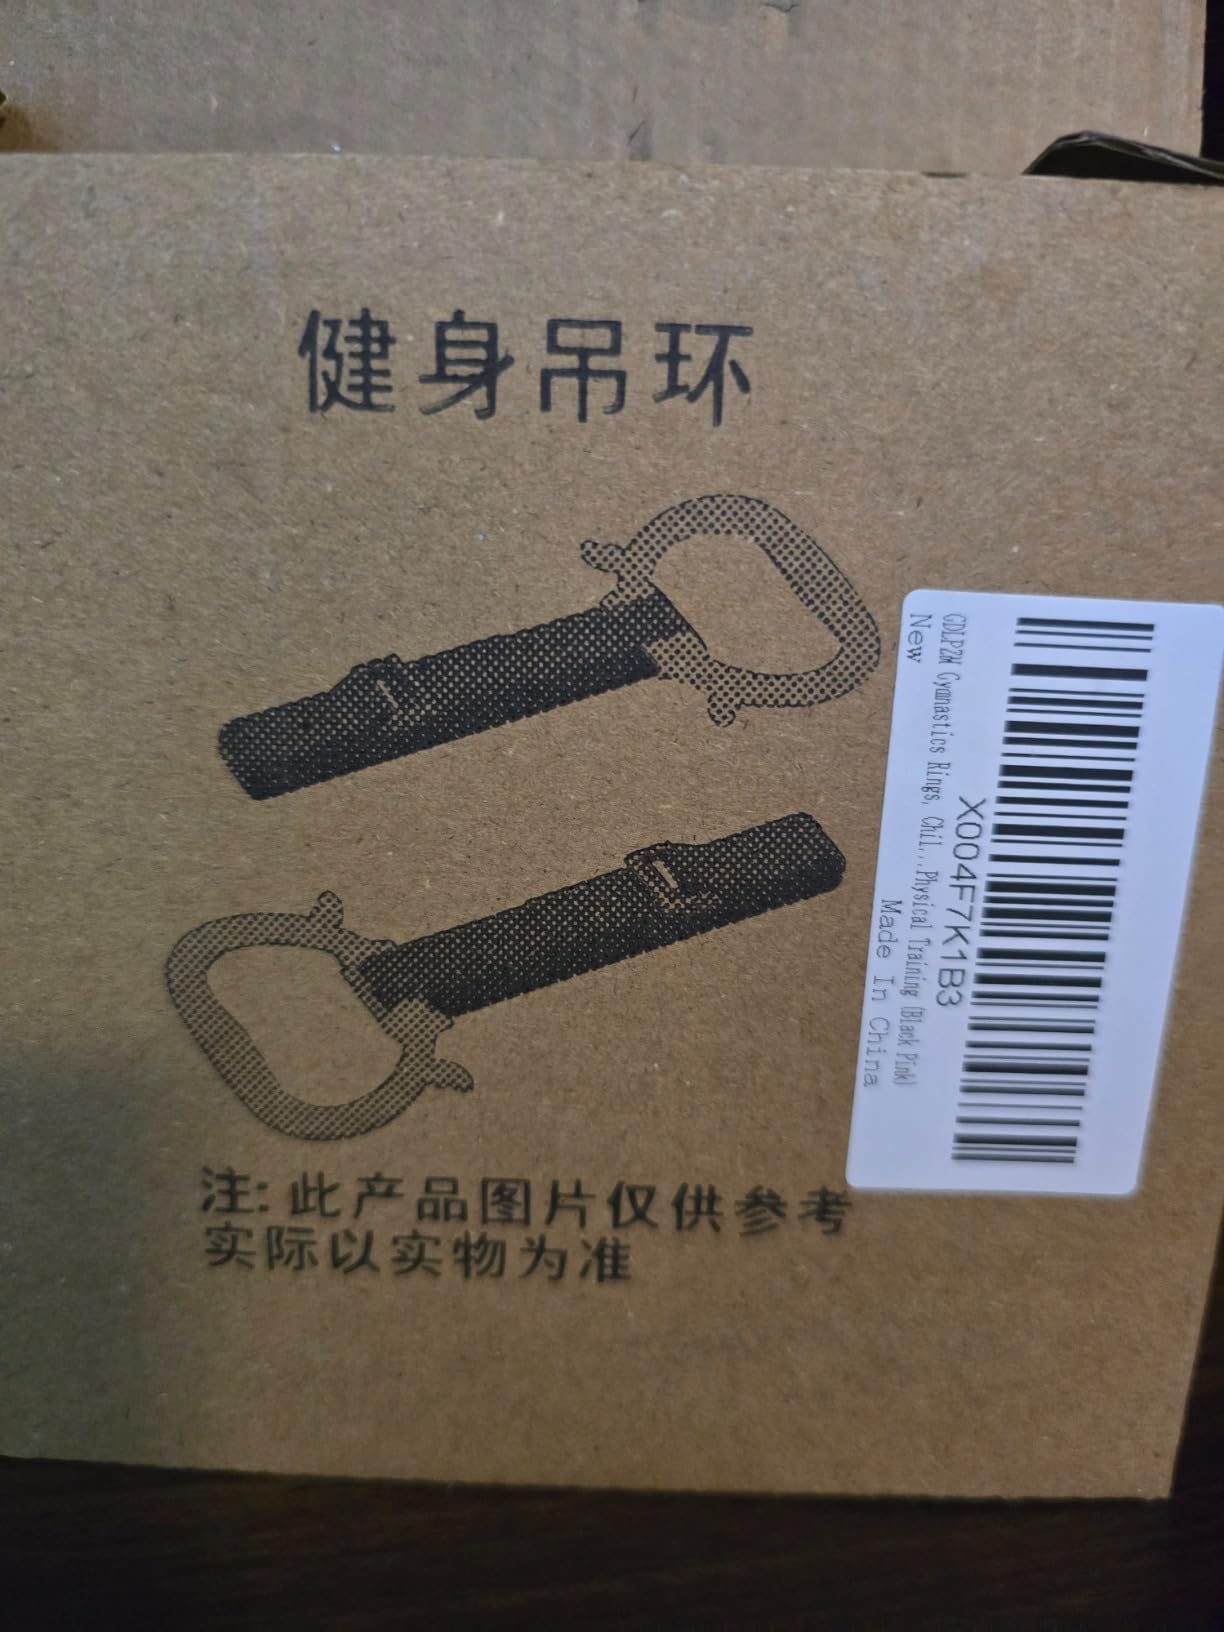 健身吊环
注: 此产品图片仅供参考
实际以实物为准
X004F7K1B3
GDLPZM Gymnastics Rings, Chil...Physical Training (Black Pink)
New
Made In China